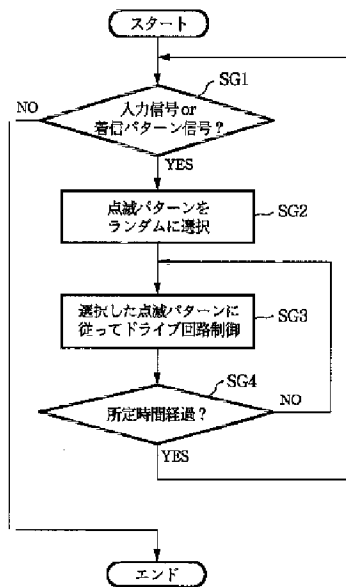 スタート
SG1
NO
入力信号or
着信パターン信号？
YES
点滅パターンを
ランダムに選択
SG2
選択した点滅パターンに
従ってドライブ回路制御
SG3
SG4
所定時間経過？
NO
YES
エンド